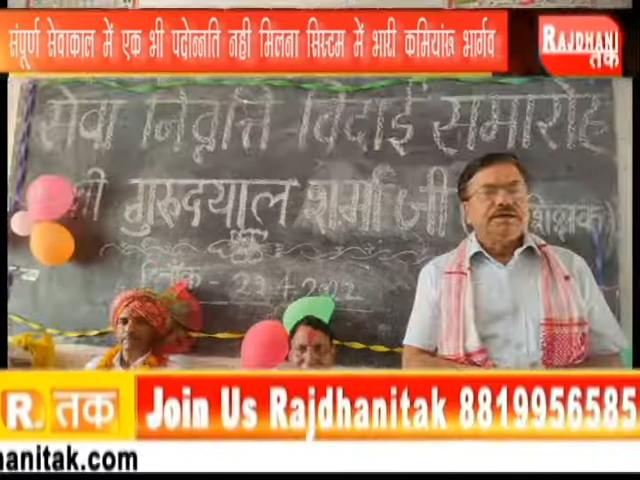 संपूर्ण सेवाकाल में एक भी पदोन्नति नही मिलना सिस्टम में भारी कमियांरू भार्गव
RAJDHANI
तक
सेवा निवृत्ति विदाई समारोह
श्री गुरुदयाल शर्मा जी शिक्षक
दिनाँक
R. तक
Join Us Rajdhanitak 8819956585
hanitak.com